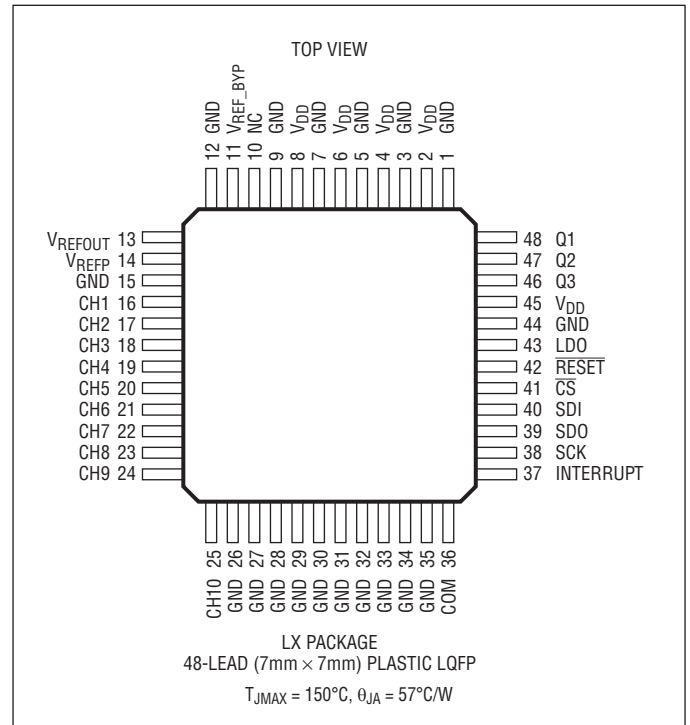 TOP VIEW
12 GND
11 VREF_BYP
10 NC
9 GND
8 VDD
7 GND
6 VDD
5 GND
4 VDD
3 GND
2 VDD
1 GND
VREFOUT 13
VREFP 14
GND 15
CH1 16
CH2 17
CH3 18
CH4 19
CH5 20
CH6 21
CH7 22
CH8 23
CH9 24
48 Q1
47 Q2
46 Q3
45 VDD
44 GND
43 LDO
42 RESET
41 CS
40 SDI
39 SDO
38 SCK
37 INTERRUPT
CH10 25
GND 26
GND 27
GND 28
GND 29
GND 30
GND 31
GND 32
GND 33
GND 34
GND 35
COM 36
LX PACKAGE
48-LEAD (7mm × 7mm) PLASTIC LQFP
TJMAX = 150°C, θJA = 57°C/W